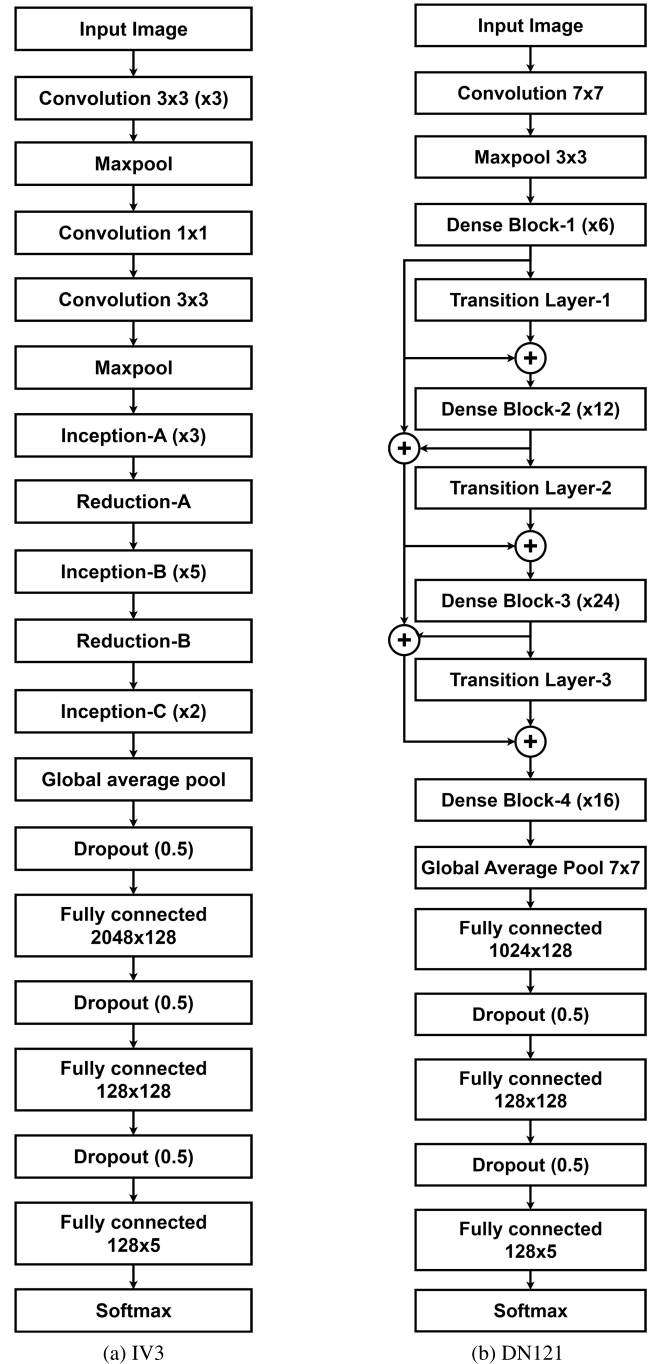 Input Image
Convolution 3x3 (x3)
Maxpool
Convolution 1x1
Convolution 3x3
Maxpool
Inception-A (x3)
Reduction-A
Inception-B (x5)
Reduction-B
Inception-C (x2)
Global average pool
Dropout (0.5)
Fully connected
2048x128
Dropout (0.5)
Fully connected
128x128
Dropout (0.5)
Fully connected
128x5
Softmax
(a) IV3
Input Image
Convolution 7x7
Maxpool 3x3
Dense Block-1 (x6)
Transition Layer-1
+
Dense Block-2 (x12)
+
Transition Layer-2
+
Dense Block-3 (x24)
+
Transition Layer-3
+
Dense Block-4 (x16)
Global Average Pool 7x7
Fully connected
1024x128
Dropout (0.5)
Fully connected
128x128
Dropout (0.5)
Fully connected
128x5
Softmax
(b) DN121